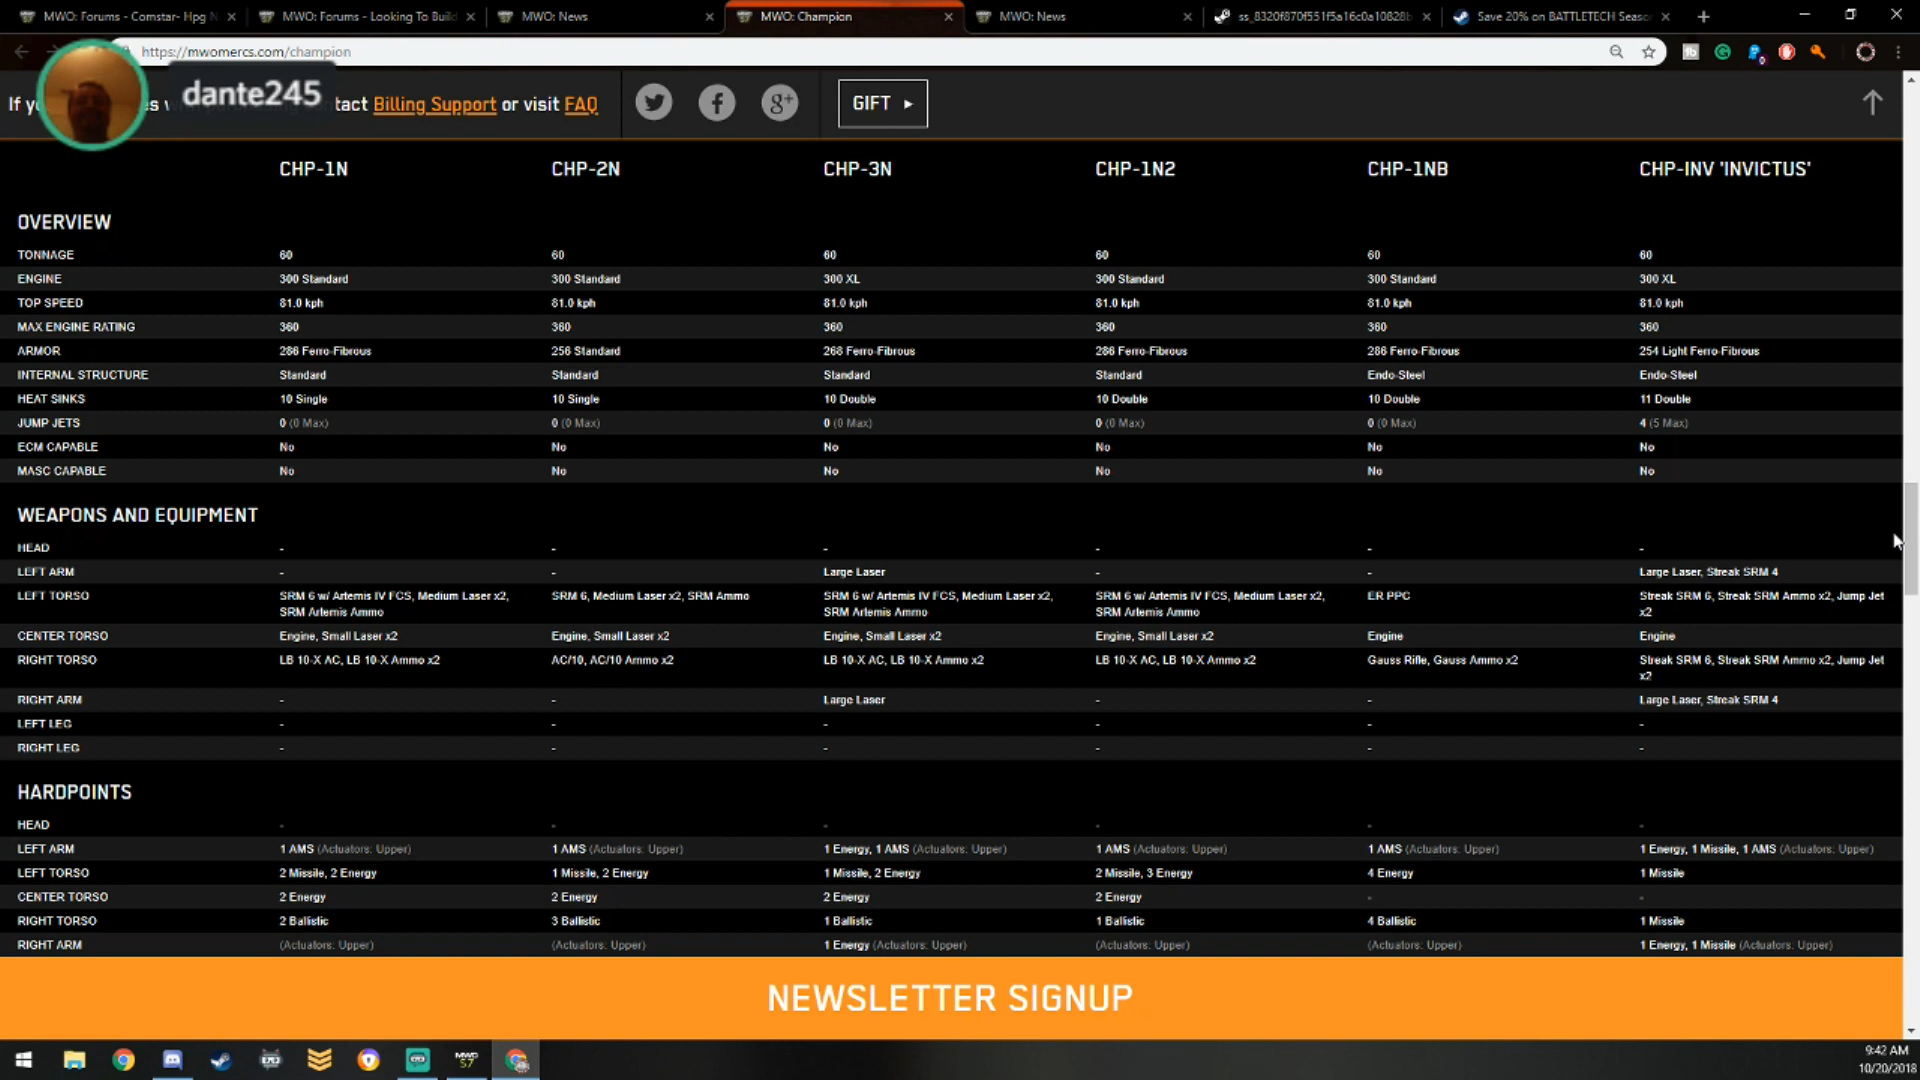 MWO: Forums - Comstar- Hpg N
MWO: Forums - Looking To Build
MWO: News
MWO: Champion
MWO: News
ss_8320f870f551f5a16c0a10828b
Save 20% on BATTLETECH Seaso
https://mwomercs.com/champion
If yo
dante245
tact Billing Support or visit FAQ
GIFT
CHP-1N CHP-2N CHP-3N CHP-1N2 CHP-1NB CHP-INV 'INVICTUS'
OVERVIEW
TONNAGE 60 60 60 60 60 60
ENGINE 300 Standard 300 Standard 300 XL 300 Standard 300 Standard 300 XL
TOP SPEED 81.0 kph 81.0 kph 81.0 kph 81.0 kph 81.0 kph 81.0 kph
MAX ENGINE RATING 360 360 360 360 360 360
ARMOR 286 Ferro-Fibrous 256 Standard 268 Ferro-Fibrous 286 Ferro-Fibrous 286 Ferro-Fibrous 254 Light Ferro-Fibrous
INTERNAL STRUCTURE Standard Standard Standard Standard Endo-Steel Endo-Steel
HEAT SINKS 10 Single 10 Single 10 Double 10 Double 10 Double 11 Double
JUMP JETS 0 (0 Max) 0 (0 Max) 0 (0 Max) 0 (0 Max) 0 (0 Max) 4 (5 Max)
ECM CAPABLE No No No No No No
MASC CAPABLE No No No No No No
WEAPONS AND EQUIPMENT
HEAD - - - - - -
LEFT ARM - - Large Laser - - Large Laser, Streak SRM 4
LEFT TORSO SRM 6 w/ Artemis IV FCS, Medium Laser x2, SRM 6, Medium Laser x2, SRM Ammo SRM 6 w/ Artemis IV FCS, Medium Laser x2, SRM 6 w/ Artemis IV FCS, Medium Laser x2, ER PPC Streak SRM 6, Streak SRM Ammo x2, Jump Jet
SRM Artemis Ammo SRM Artemis Ammo SRM Artemis Ammo x2
CENTER TORSO Engine, Small Laser x2 Engine, Small Laser x2 Engine, Small Laser x2 Engine, Small Laser x2 Engine Engine
RIGHT TORSO LB 10-X AC, LB 10-X Ammo x2 AC/10, AC/10 Ammo x2 LB 10-X AC, LB 10-X Ammo x2 LB 10-X AC, LB 10-X Ammo x2 Gauss Rifle, Gauss Ammo x2 Streak SRM 6, Streak SRM Ammo x2, Jump Jet
x2
RIGHT ARM - - Large Laser - - Large Laser, Streak SRM 4
LEFT LEG - - - - - -
RIGHT LEG - - - - - -
HARDPOINTS
HEAD - - - - - -
LEFT ARM 1 AMS (Actuators: Upper) 1 AMS (Actuators: Upper) 1 Energy, 1 AMS (Actuators: Upper) 1 AMS (Actuators: Upper) 1 AMS (Actuators: Upper) 1 Energy, 1 Missile, 1 AMS (Actuators: Upper)
LEFT TORSO 2 Missile, 2 Energy 1 Missile, 2 Energy 1 Missile, 2 Energy 2 Missile, 3 Energy 4 Energy 1 Missile
CENTER TORSO 2 Energy 2 Energy 2 Energy 2 Energy - -
RIGHT TORSO 2 Ballistic 3 Ballistic 1 Ballistic 1 Ballistic 4 Ballistic 1 Missile
RIGHT ARM (Actuators: Upper) (Actuators: Upper) 1 Energy (Actuators: Upper) (Actuators: Upper) (Actuators: Upper) 1 Energy, 1 Missile (Actuators: Upper)
NEWSLETTER SIGNUP
9:42 AM
10/20/2018